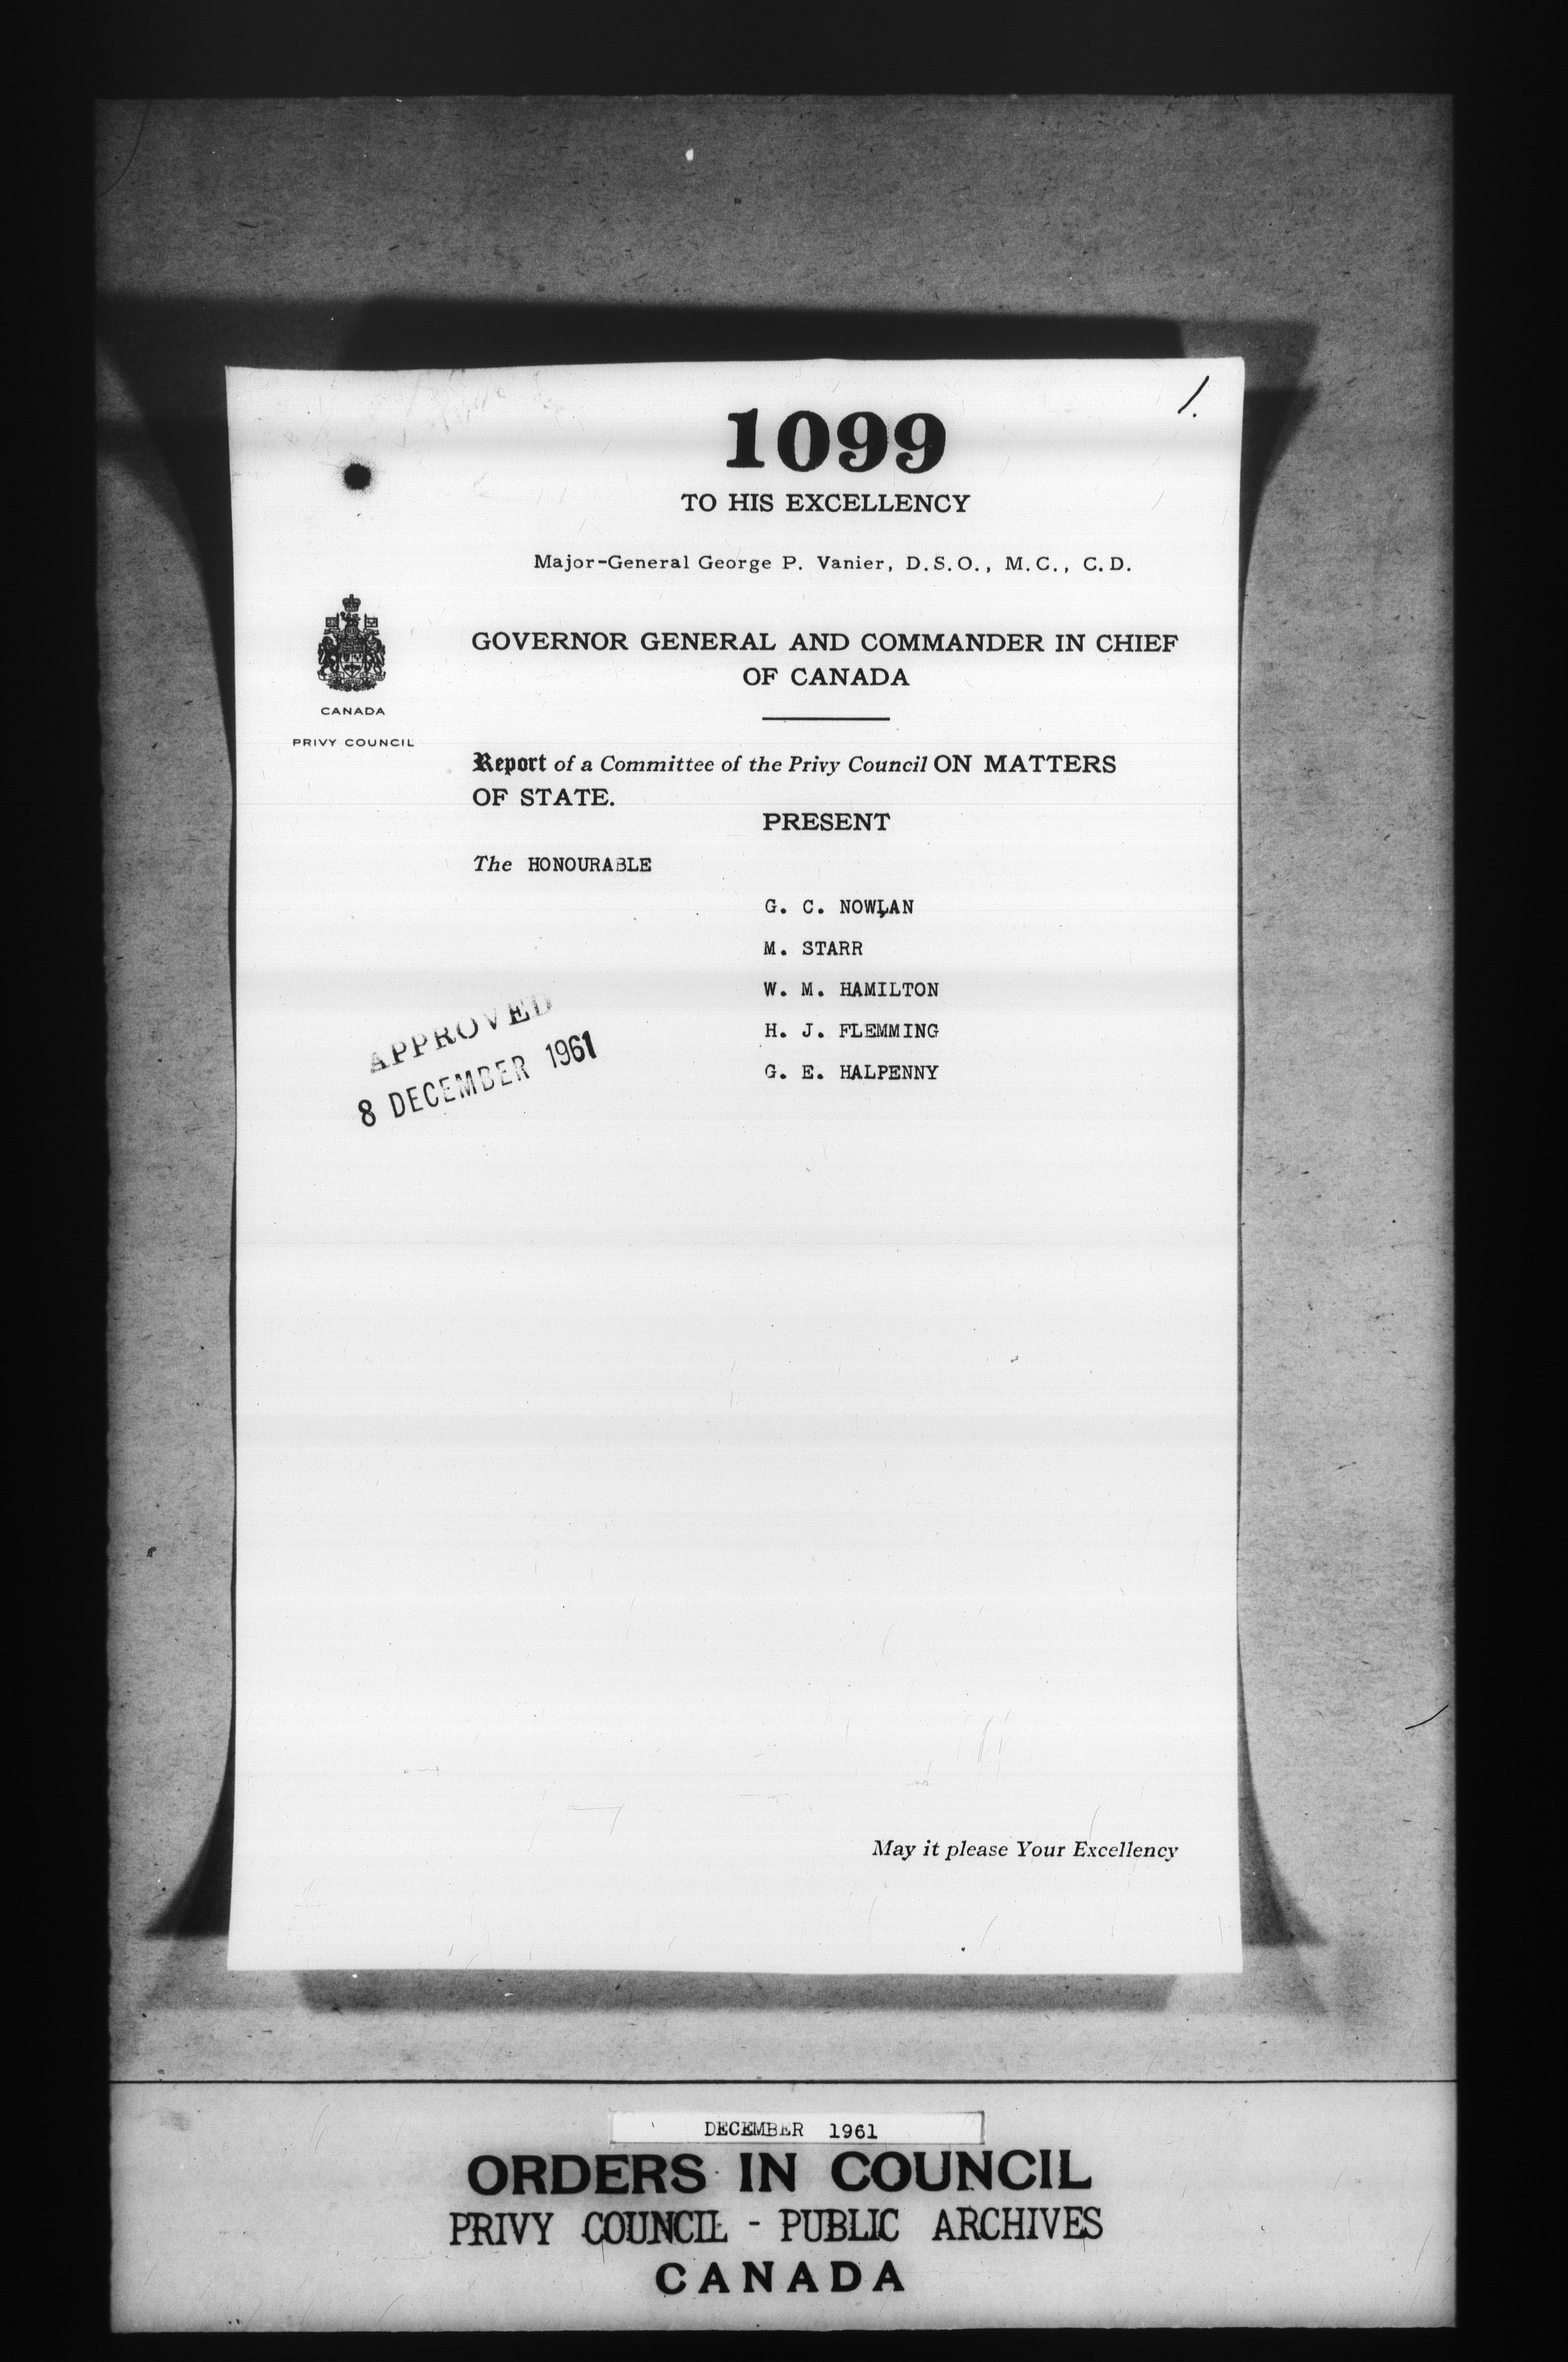 1.
1099
TO HIS EXCELLENCY
Major-General George P. Vanier, D.S.O., M.C., C.D.
GOVERNOR GENERAL AND COMMANDER IN CHIEF
OF CANADA
CANADA
PRIVY COUNCIL
Report of a Committee of the Privy Council ON MATTERS
OF STATE.
PRESENT
The HONOURABLE
G. C. NOWLAN
M. STARR
W. M. HAMILTON
H. J. FLEMMING
G. E. HALPENNY
APPROVED
8 DECEMBER 1961
May it please Your Excellency
DECEMBER 1961
ORDERS IN COUNCIL
PRIVY COUNCIL - PUBLIC ARCHIVES
CANADA